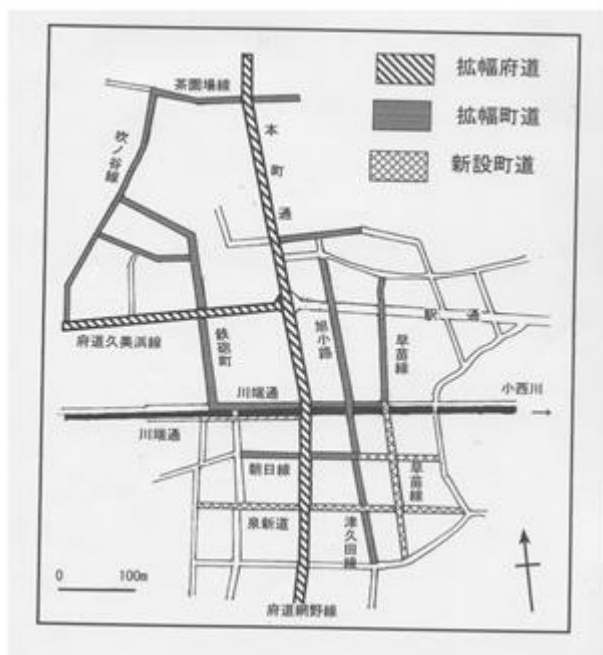 拡幅府道
拡幅町道
新設町道
茶園場線
吹ノ谷線
本町通
駅通
旭小路
早苗線
府道久美浜線
鉄砲町
川端通
小西川
川端通
朝日線
早苗線
泉新道
津久田線
0 100m
府道網野線